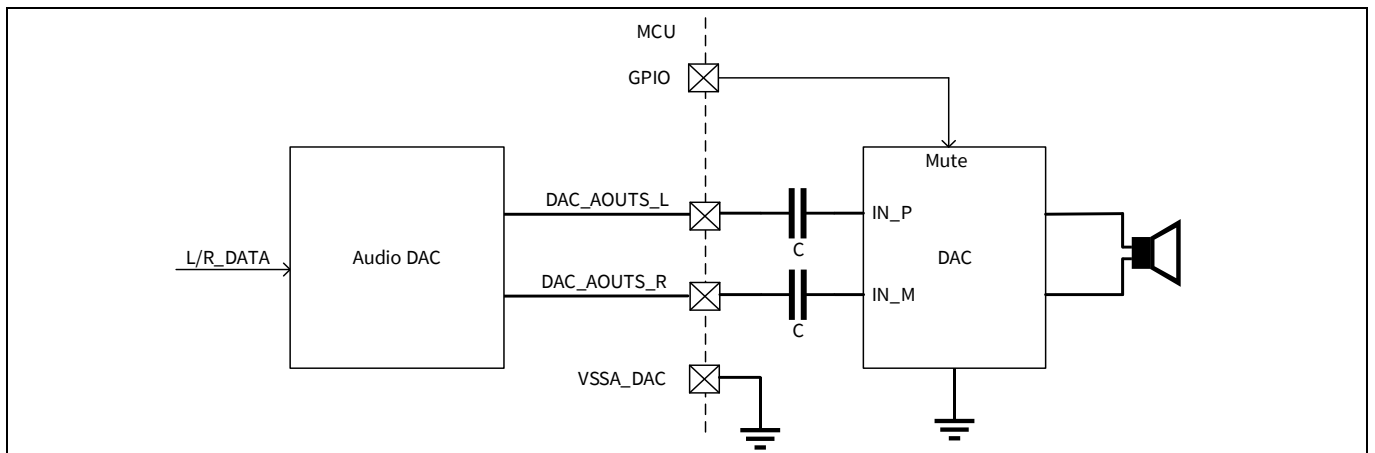 MCU
GPIO
Mute
DAC_AOUTS_L
IN_P
C
L/R_DATA
Audio DAC
DAC
DAC_AOUTS_R
IN_M
C
VSSA_DAC